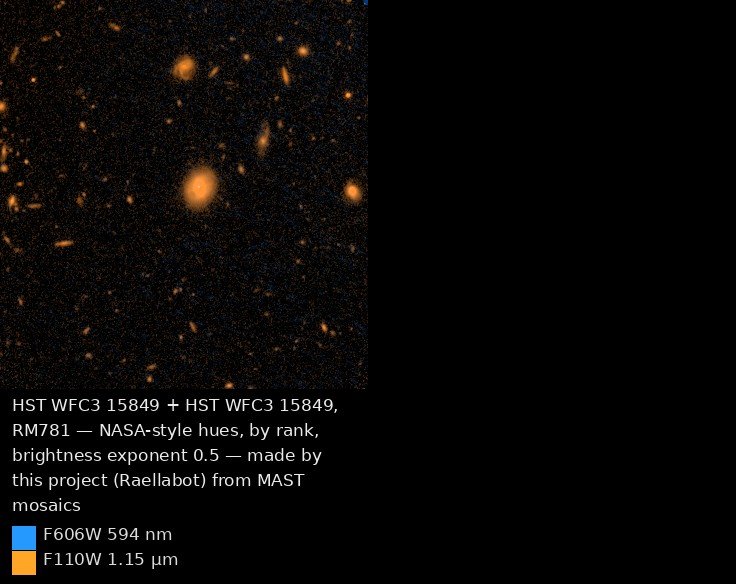 HST WFC3 15849 + HST WFC3 15849,
RM781 — NASA-style hues, by rank,
brightness exponent 0.5 — made by
this project (Raellabot) from MAST
mosaics
F606W 594 nm
F110W 1.15 μm